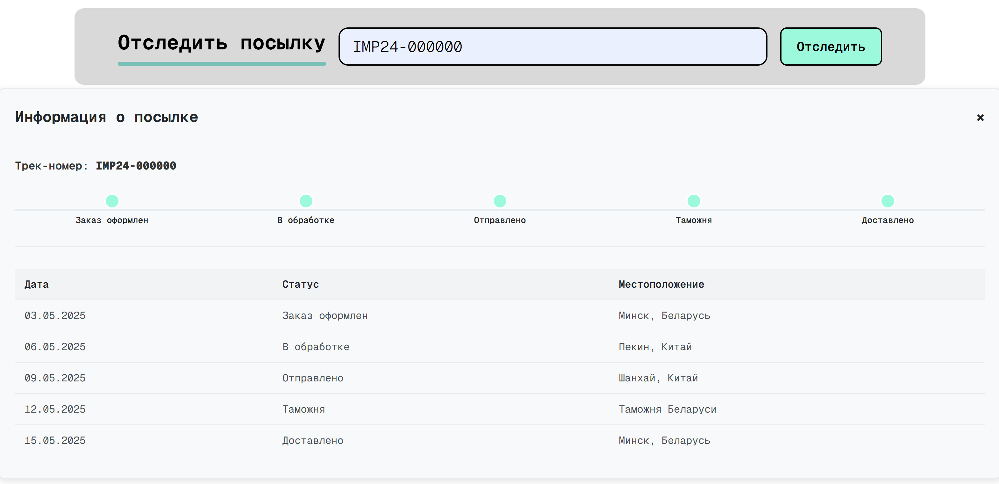 Отследить посылку IMP24-000000 Отследить
Информация о посылке ×
Трек-номер: IMP24-000000
Заказ оформлен В обработке Отправлено Таможня Доставлено
Дата Статус Местоположение
03.05.2025 Заказ оформлен Минск, Беларусь
06.05.2025 В обработке Пекин, Китай
09.05.2025 Отправлено Шанхай, Китай
12.05.2025 Таможня Таможня Беларуси
15.05.2025 Доставлено Минск, Беларусь